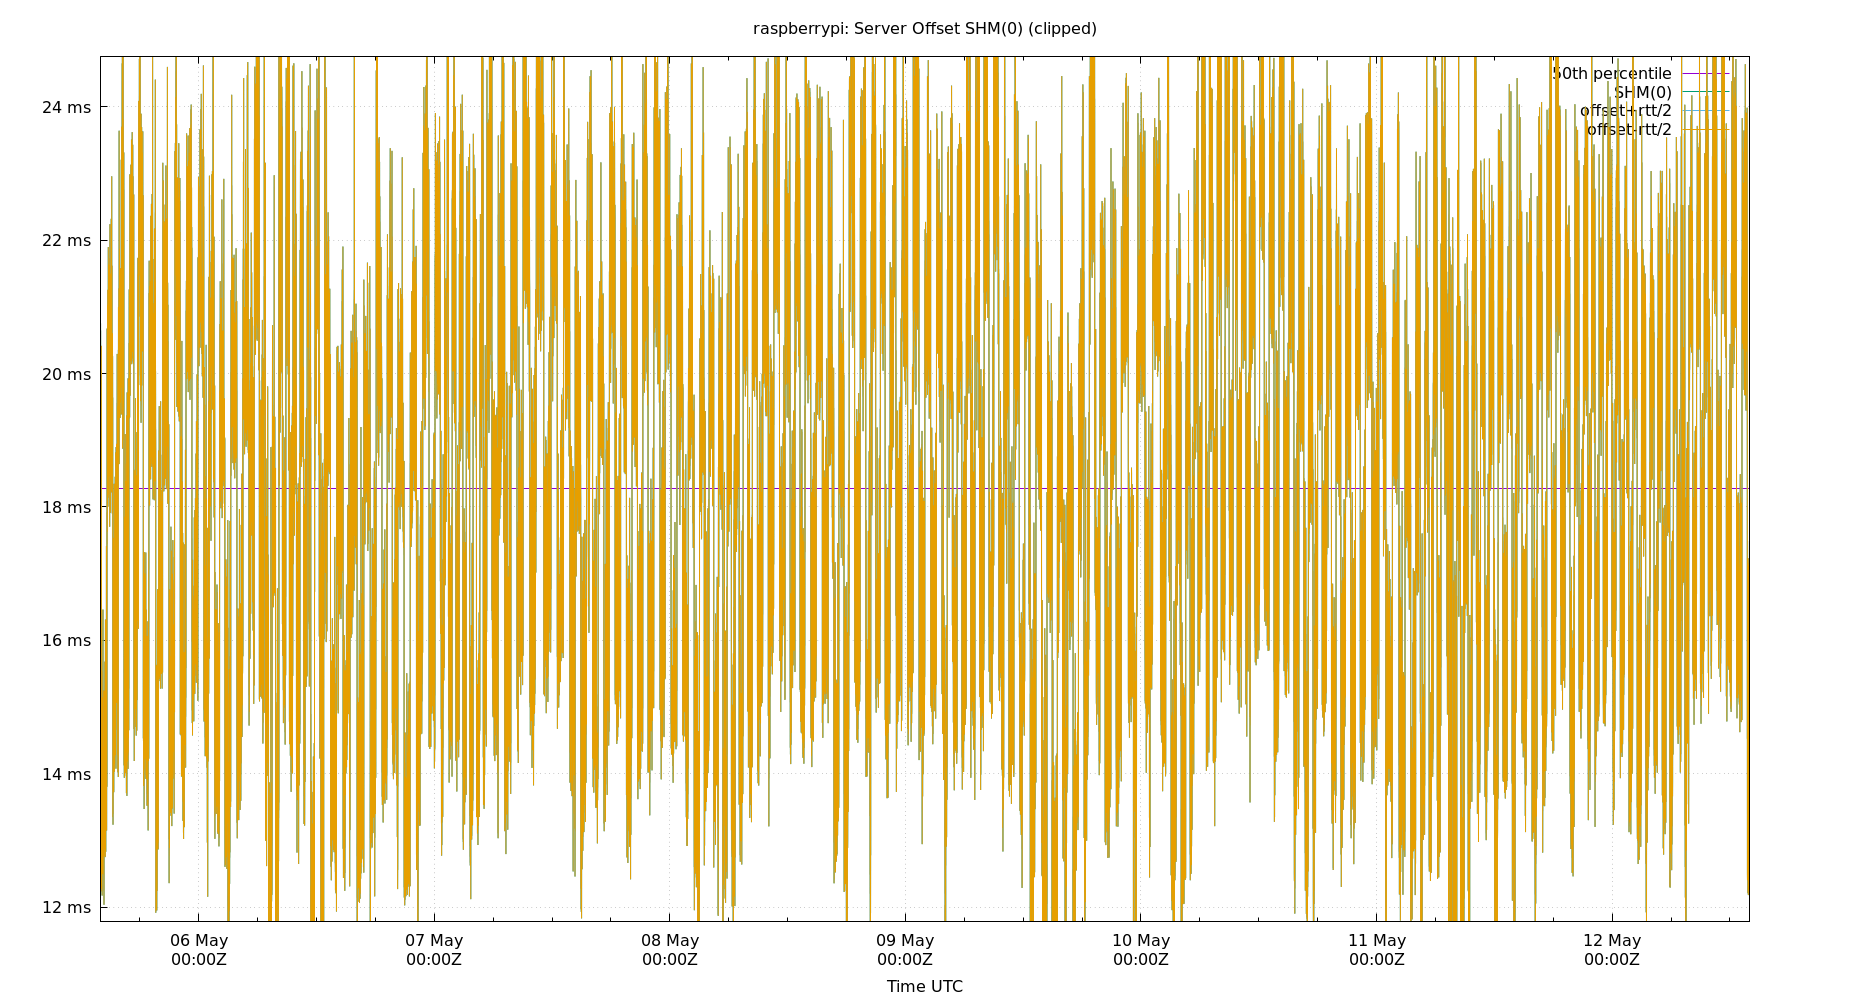 raspberrypi: Server Offset SHM(0) (clipped)
50th percentile
SHM(0)
offset+rtt/2
offset-rtt/2
24 ms
22 ms
20 ms
18 ms
16 ms
14 ms
12 ms
06 May 07 May 08 May 09 May 10 May 11 May 12 May
00:00Z 00:00Z 00:00Z 00:00Z 00:00Z 00:00Z 00:00Z
Time UTC